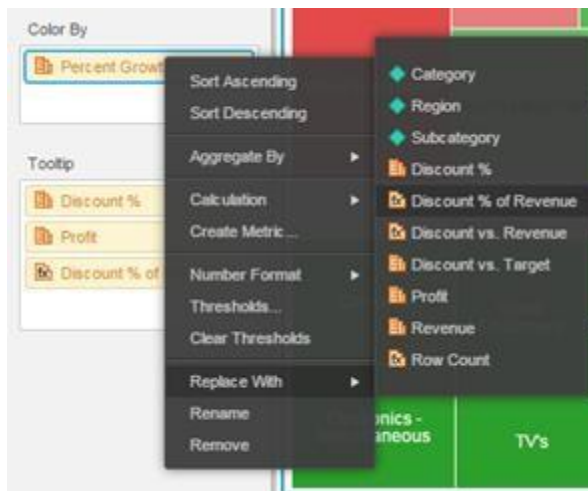 Color By
Percent Growt
Tooltip
Discount %
Profit
Discount % of
Sort Ascending
Sort Descending
Aggregate By
Calculation
Create Metric...
Number Format
Thresholds...
Clear Thresholds
Replace With
Rename
Remove
Category
Region
Subcategory
Discount %
Discount % of Revenue
Discount vs. Revenue
Discount vs. Target
Profit
Revenue
Row Count
onics -
aneous
TV's